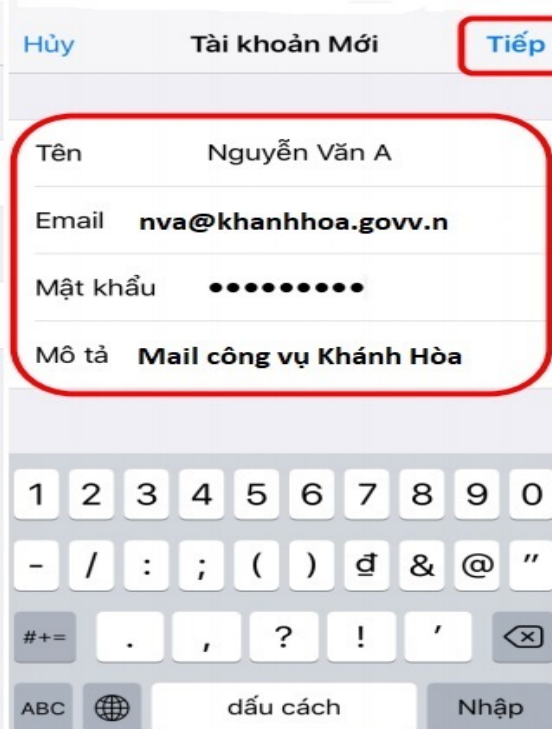 Hủy Tài khoản Mới Tiếp
Tên Nguyễn Văn A
Email nva@khanhhoa.govv.n
Mật khẩu •••••••••
Mô tả Mail công vụ Khánh Hòa
1 2 3 4 5 6 7 8 9 0
- / : ; ( ) ₫ & @ "
#+= . , ? ! '
ABC dấu cách Nhập